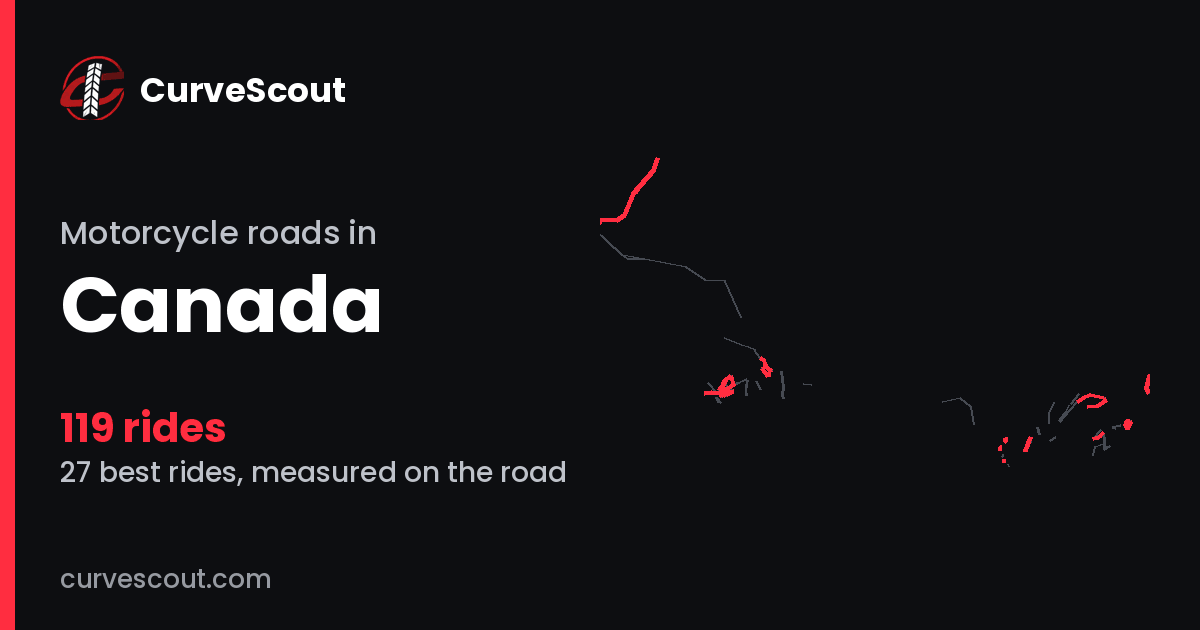 CurveScout
Motorcycle roads in
Canada
119 rides
27 best rides, measured on the road
curvescout.com